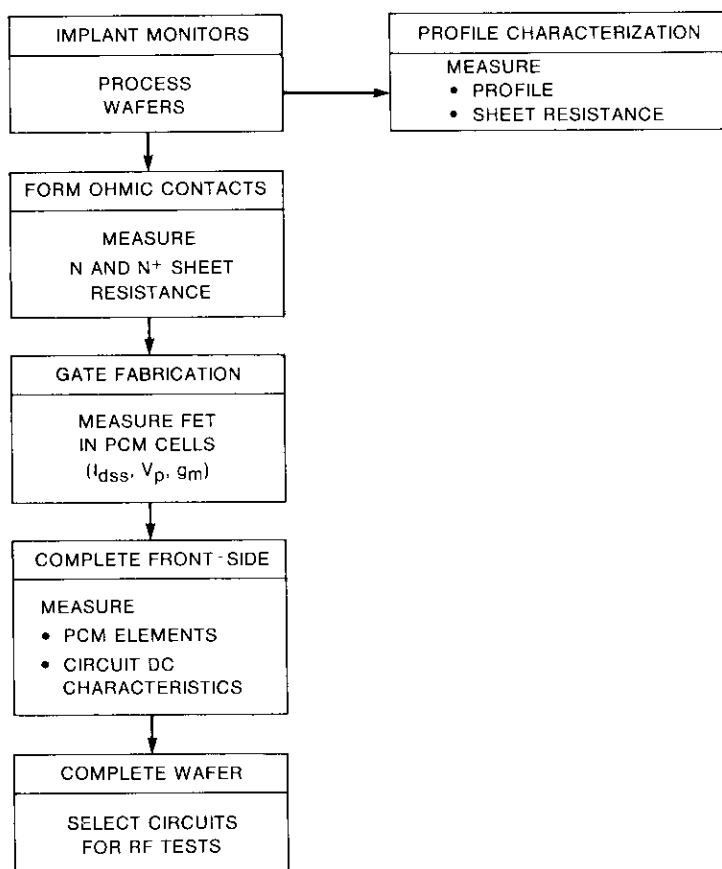 IMPLANT MONITORS
PROCESS
WAFERS
PROFILE CHARACTERIZATION
MEASURE
• PROFILE
• SHEET RESISTANCE
FORM OHMIC CONTACTS
MEASURE
N AND N+ SHEET
RESISTANCE
GATE FABRICATION
MEASURE FET
IN PCM CELLS
(Idss, Vp, gm)
COMPLETE FRONT-SIDE
MEASURE
• PCM ELEMENTS
• CIRCUIT DC
CHARACTERISTICS
COMPLETE WAFER
SELECT CIRCUITS
FOR RF TESTS